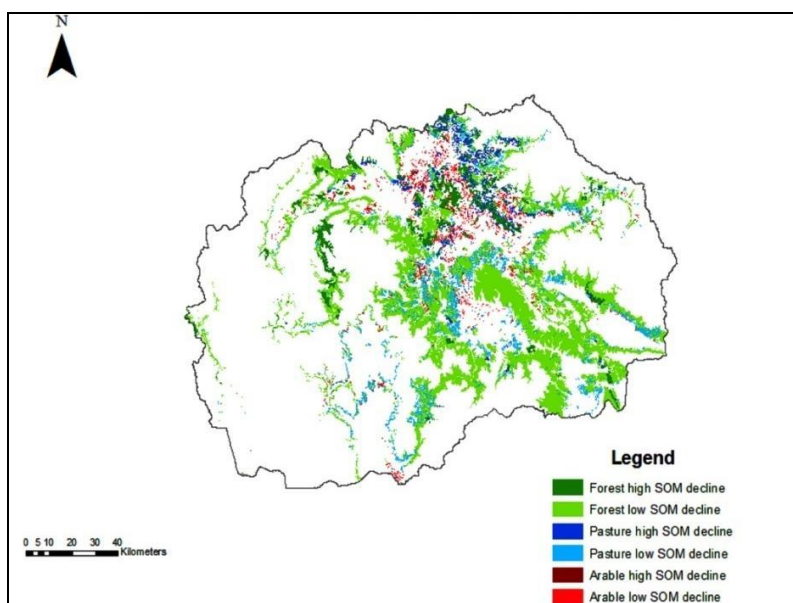 N
Legend
Forest high SOM decline
Forest low SOM decline
Pasture high SOM decline
Pasture low SOM decline
Arable high SOM decline
Arable low SOM decline
0 5 10 20 30 40
Kilometers